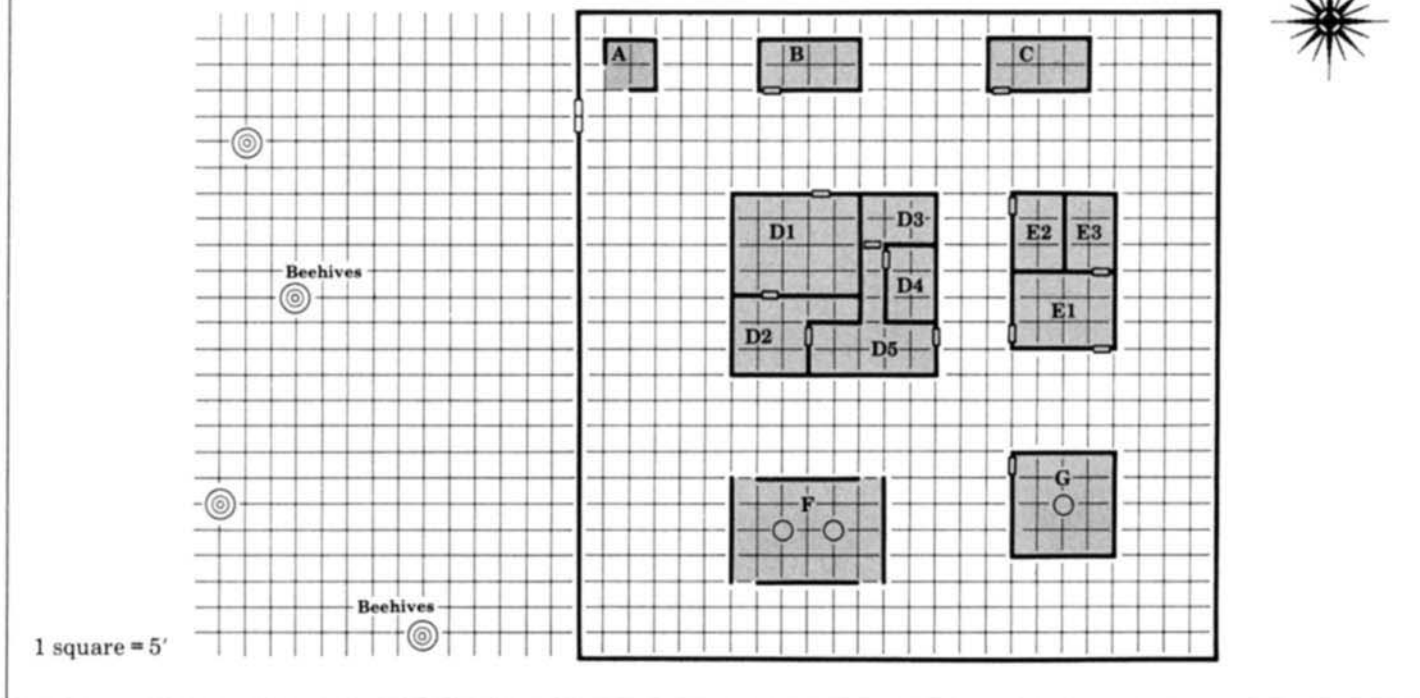 A
B
C
D1
D3
E2
E3
Beehives
D4
E1
D2
D5
G
F
Beehives
1 square = 5'